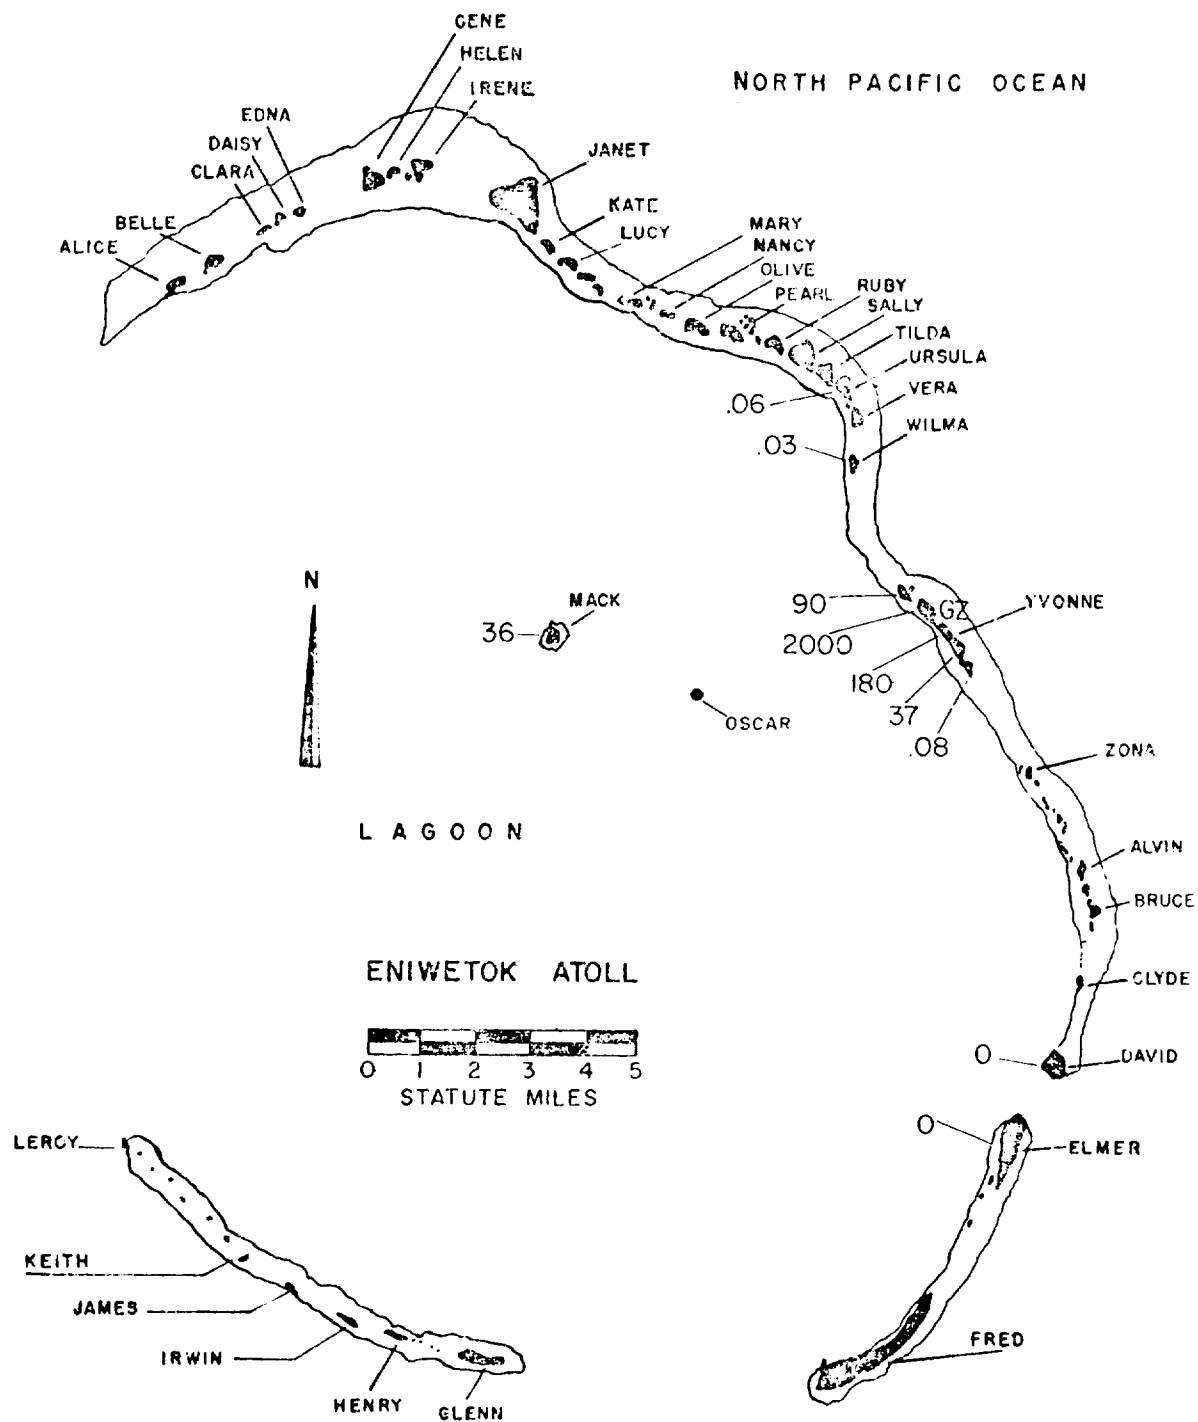 GENE
HELEN
IRENE
NORTH PACIFIC OCEAN
EDNA
DAISY
CLARA
JANET
BELLE
ALICE
KATE
LUCY
MARY
NANCY
OLIVE
PEARL
RUBY
SALLY
TILDA
URSULA
VERA
.06
WILMA
.03
N
MACK
36
90
GZ
YVONNE
2000
180
37
.08
OSCAR
ZONA
LAGOON
ALVIN
BRUCE
ENIWETOK ATOLL
CLYDE
0 1 2 3 4 5
STATUTE MILES
0
DAVID
0
ELMER
LEROY
KEITH
JAMES
IRWIN
HENRY
GLENN
FRED